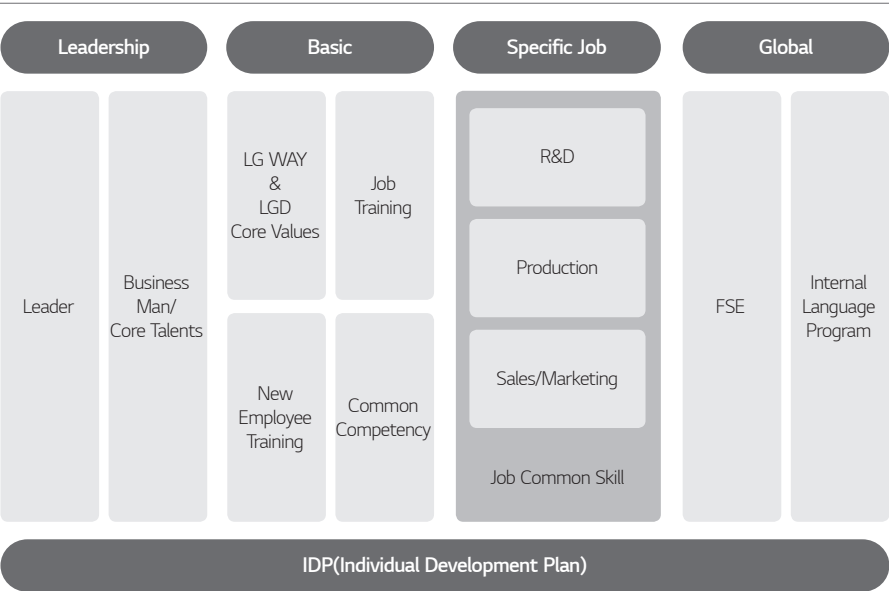 Leadership
Basic
Specific Job
Global
Leader
Business
Man/
Core Talents
LG WAY
&
LGD
Core Values
Job
Training
New
Employee
Training
Common
Competency
R&D
Production
Sales/Marketing
Job Common Skill
FSE
Internal
Language
Program
IDP(Individual Development Plan)